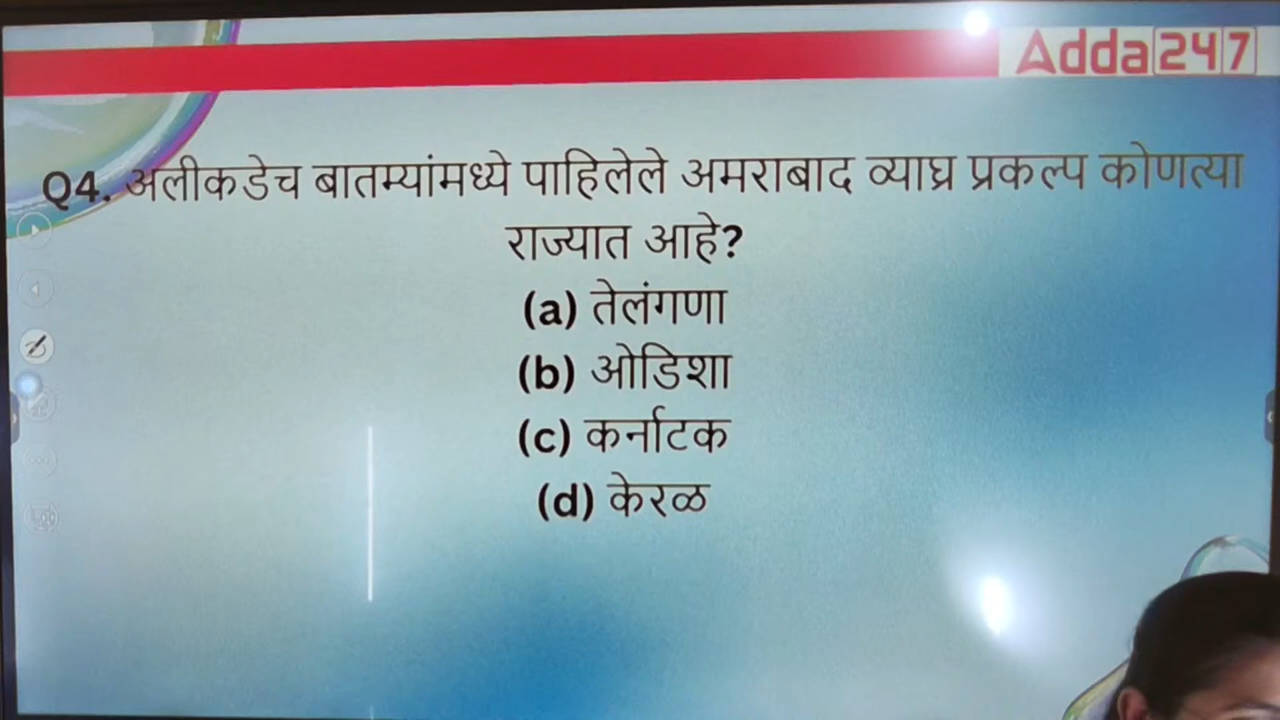 Adda247
Q4. अलीकडेच बातम्यांमध्ये पाहिलेले अमराबाद व्याघ्र प्रकल्प कोणत्या
राज्यात आहे?
(a) तेलंगणा
(b) ओडिशा
(c) कर्नाटक
(d) केरळ